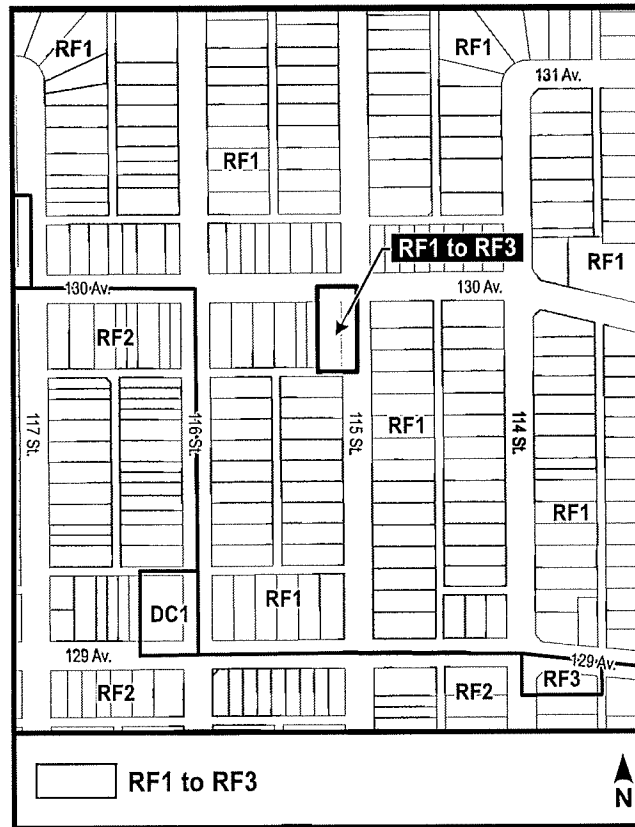 RF1
RF1
131 Av.
RF1
RF1 to RF3
RF1
130 Av.
130 Av.
RF2
117 St.
116 St.
115 St.
RF1
114 St.
RF1
DC1
RF1
129 Av.
129 Av.
RF2
RF2
RF3
RF1 to RF3
N